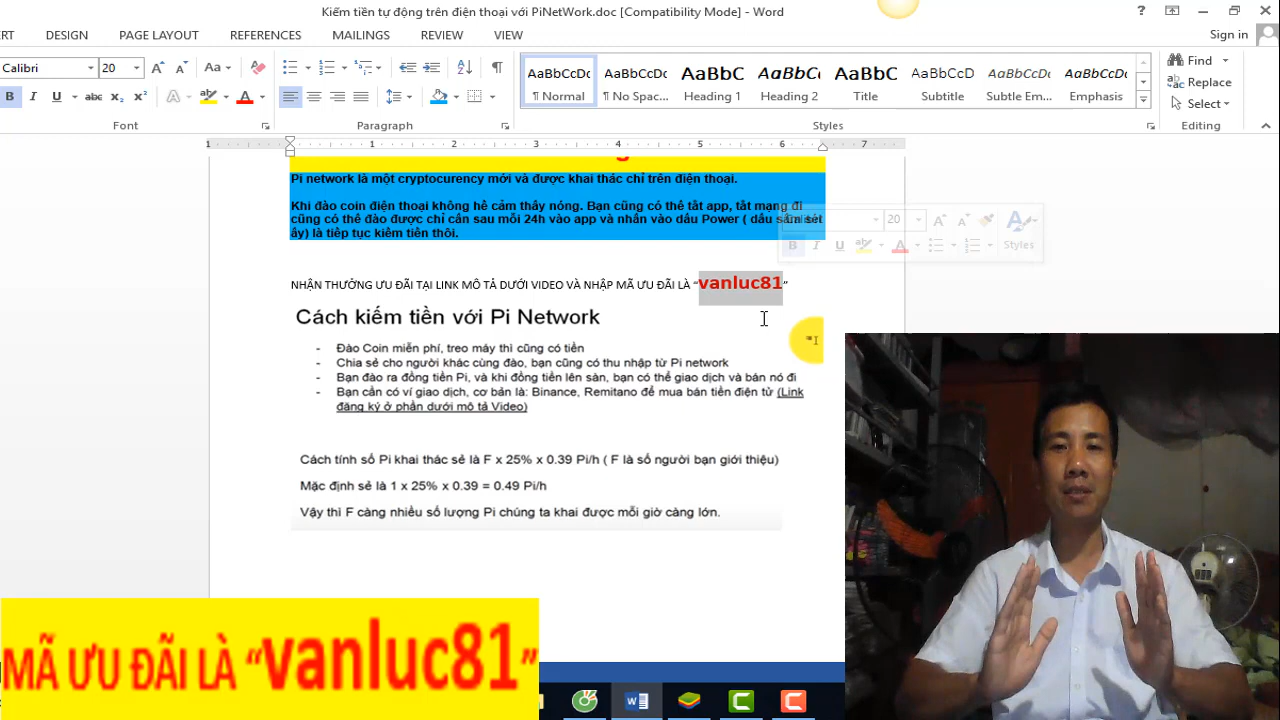 Kiếm tiền tự động trên điện thoại với PiNetWork.doc [Compatibility Mode] - Word
DESIGN PAGE LAYOUT REFERENCES MAILINGS REVIEW VIEW
Sign in
Calibri 20
Font
Paragraph
AaBbCcDc ¶ Normal
AaBbCcDc ¶ No Spac...
AaBbC Heading 1
AaBbCc Heading 2
AaBbC Title
AaBbCcD Subtitle
AaBbCcDc Subtle Em...
AaBbCcDc Emphasis
Styles
Find
Replace
Select
Editing
1 1 2 3 4 5 6 7
Pi network là một cryptocurency mới và được khai thác chỉ trên điện thoại.
Khi đào coin điện thoại không hề cảm thấy nóng. Bạn cũng có thể tắt app, tắt mạng đi
cũng có thể đào được chỉ cần sau mỗi 24h vào app và nhấn vào dấu Power ( dấu sấm sét
ấy) là tiếp tục kiếm tiền thôi.
20
Styles
NHẬN THƯỞNG ƯU ĐÃI TẠI LINK MÔ TẢ DƯỚI VIDEO VÀ NHẬP MÃ ƯU ĐÃI LÀ “vanluc81”
Cách kiếm tiền với Pi Network
- Đào Coin miễn phí, treo máy thì cũng có tiền
- Chia sẻ cho người khác cùng đào, bạn cũng có thu nhập từ Pi network
- Bạn đào ra đồng tiền Pi, và khi đồng tiền lên sàn, bạn có thể giao dịch và bán nó đi
- Bạn cần có ví giao dịch, cơ bản là: Binance, Remitano để mua bán tiền điện tử (Link
đăng ký ở phần dưới mô tả Video)
Cách tính số Pi khai thác sẽ là F x 25% x 0.39 Pi/h ( F là số người bạn giới thiệu)
Mặc định sẽ là 1 x 25% x 0.39 = 0.49 Pi/h
Vậy thì F càng nhiều số lượng Pi chúng ta khai được mỗi giờ càng lớn.
MÃ ƯU ĐÃI LÀ “vanluc81”